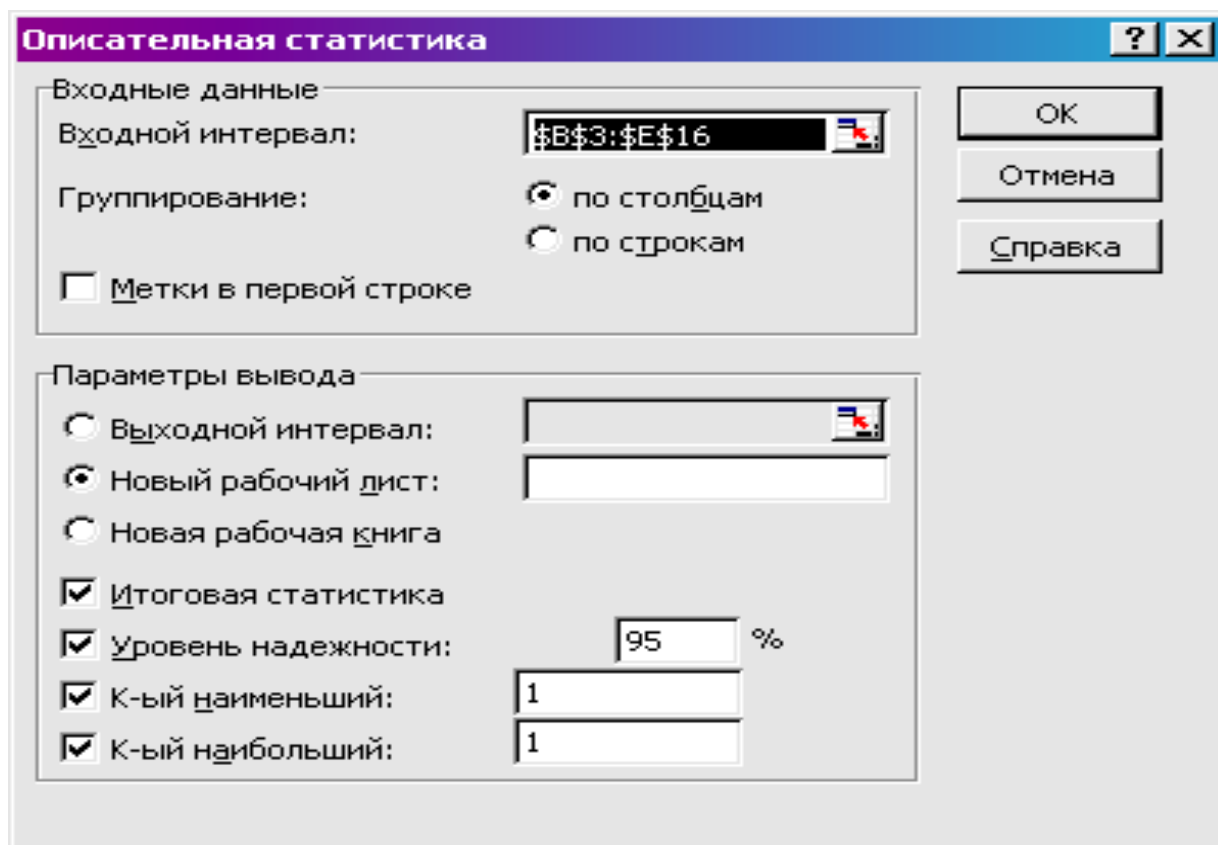 Описательная статистика
Входные данные
Входной интервал: $B$3:$E$16
Группирование: по столбцам
по строкам
Метки в первой строке
OK
Отмена
Справка
Параметры вывода
Выходной интервал:
Новый рабочий лист:
Новая рабочая книга
Итоговая статистика
Уровень надежности: 95 %
К-ый наименьший: 1
К-ый наибольший: 1